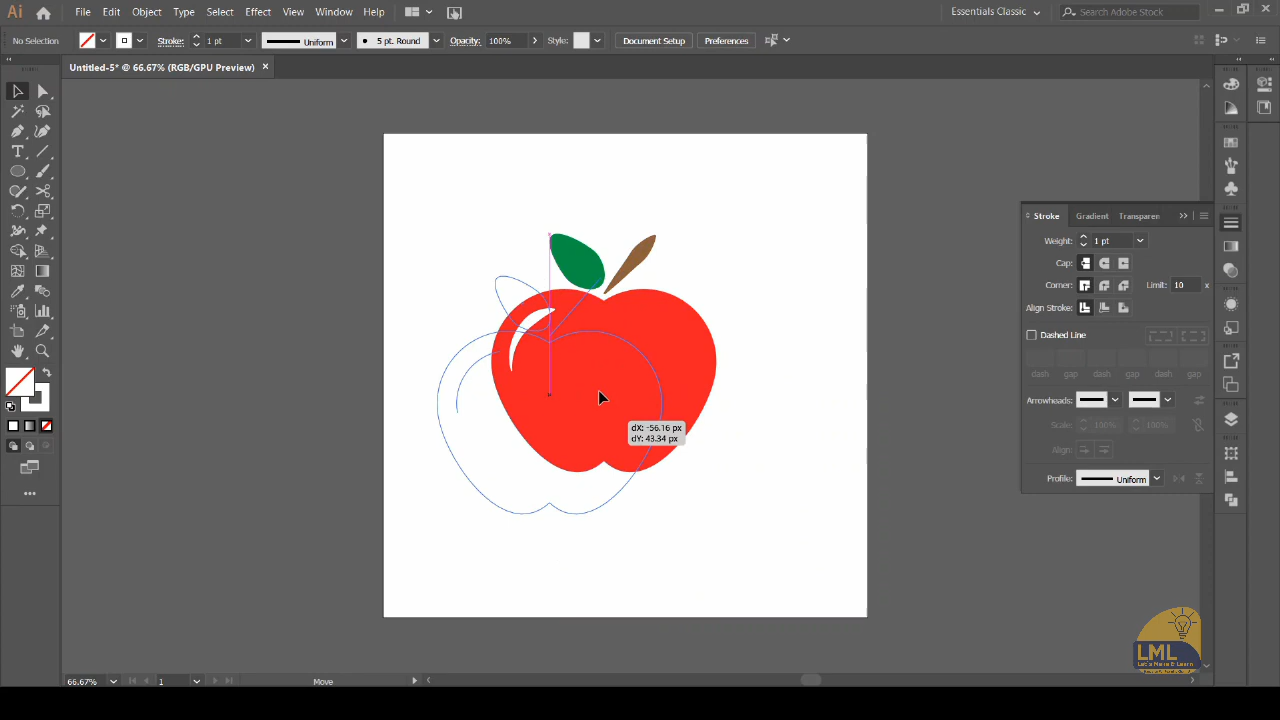 Ai File Edit Object Type Select Effect View Window Help Essentials Classic Search Adobe Stock
No Selection Stroke: 1 pt Uniform 5 pt. Round Opacity: 100% Style: Document Setup Preferences
Untitled-5* @ 66.67% (RGB/GPU Preview)
Stroke Gradient Transparen
Weight: 1 pt
Cap:
Corner: Limit: 10 x
Align Stroke:
Dashed Line
dash gap dash gap dash gap
Arrowheads:
Scale: 100% 100%
Align:
Profile: Uniform
dX: -56.16 px
dY: 43.34 px
LML
Let's Make & Learn
66.67% 1 Move